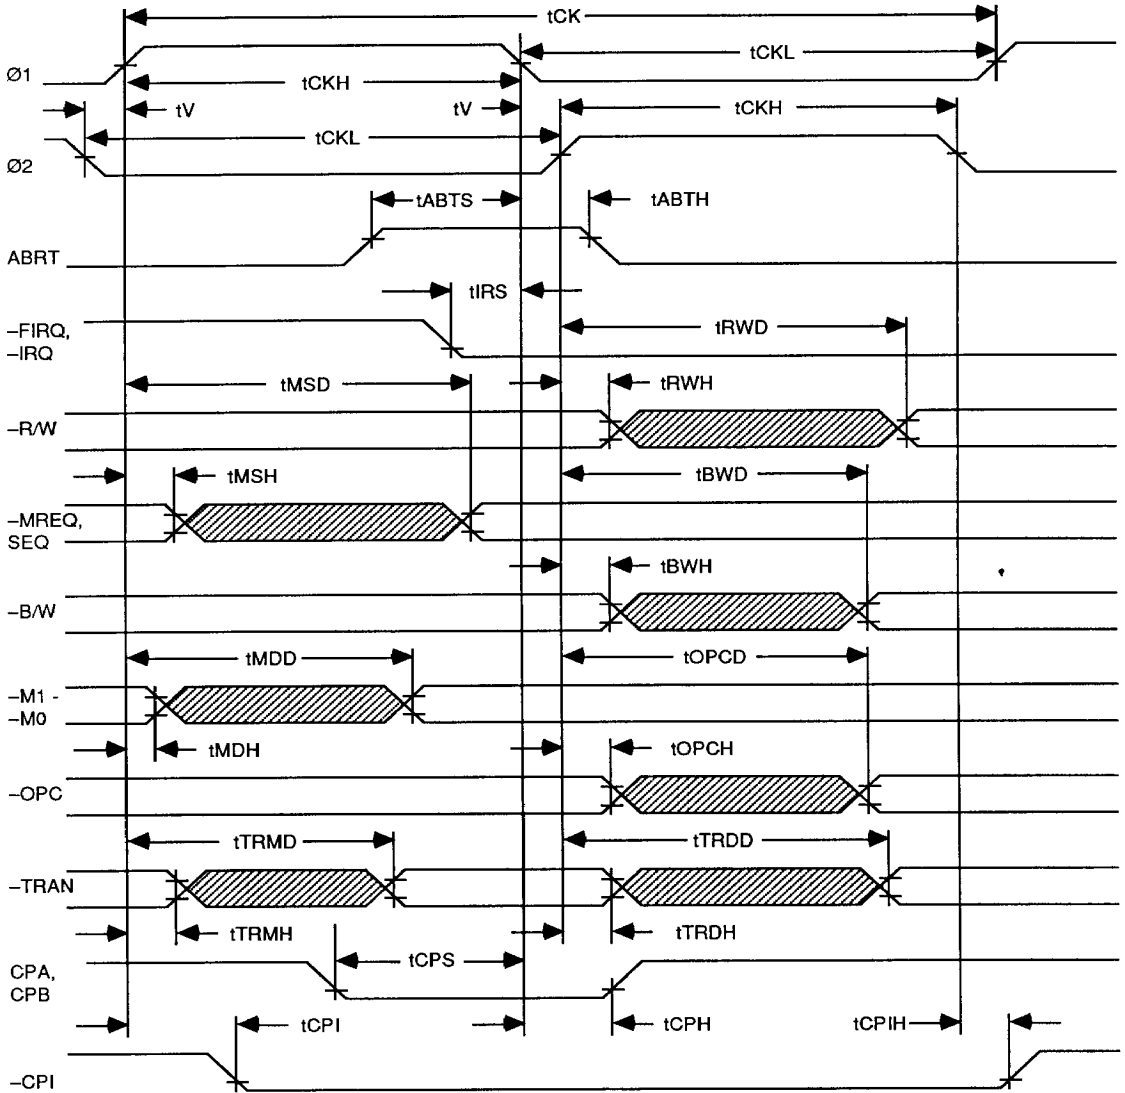 tCK
tCKL
Ø1
tCKH
tV
tV
tCKH
tCKL
Ø2
tABTS
tABTH
ABRT
tIRS
–FIRQ,
–IRQ
tRWD
tMSD
tRWH
–R/W
tMSH
tBWD
–MREQ,
SEQ
tBWH
–B/W
tMDD
tOPCD
–M1 -
–M0
tMDH
tOPCH
–OPC
tTRMD
tTRDD
–TRAN
tTRMH
tTRDH
tCPS
CPA,
CPB
tCPI
tCPH
tCPIH
–CPI